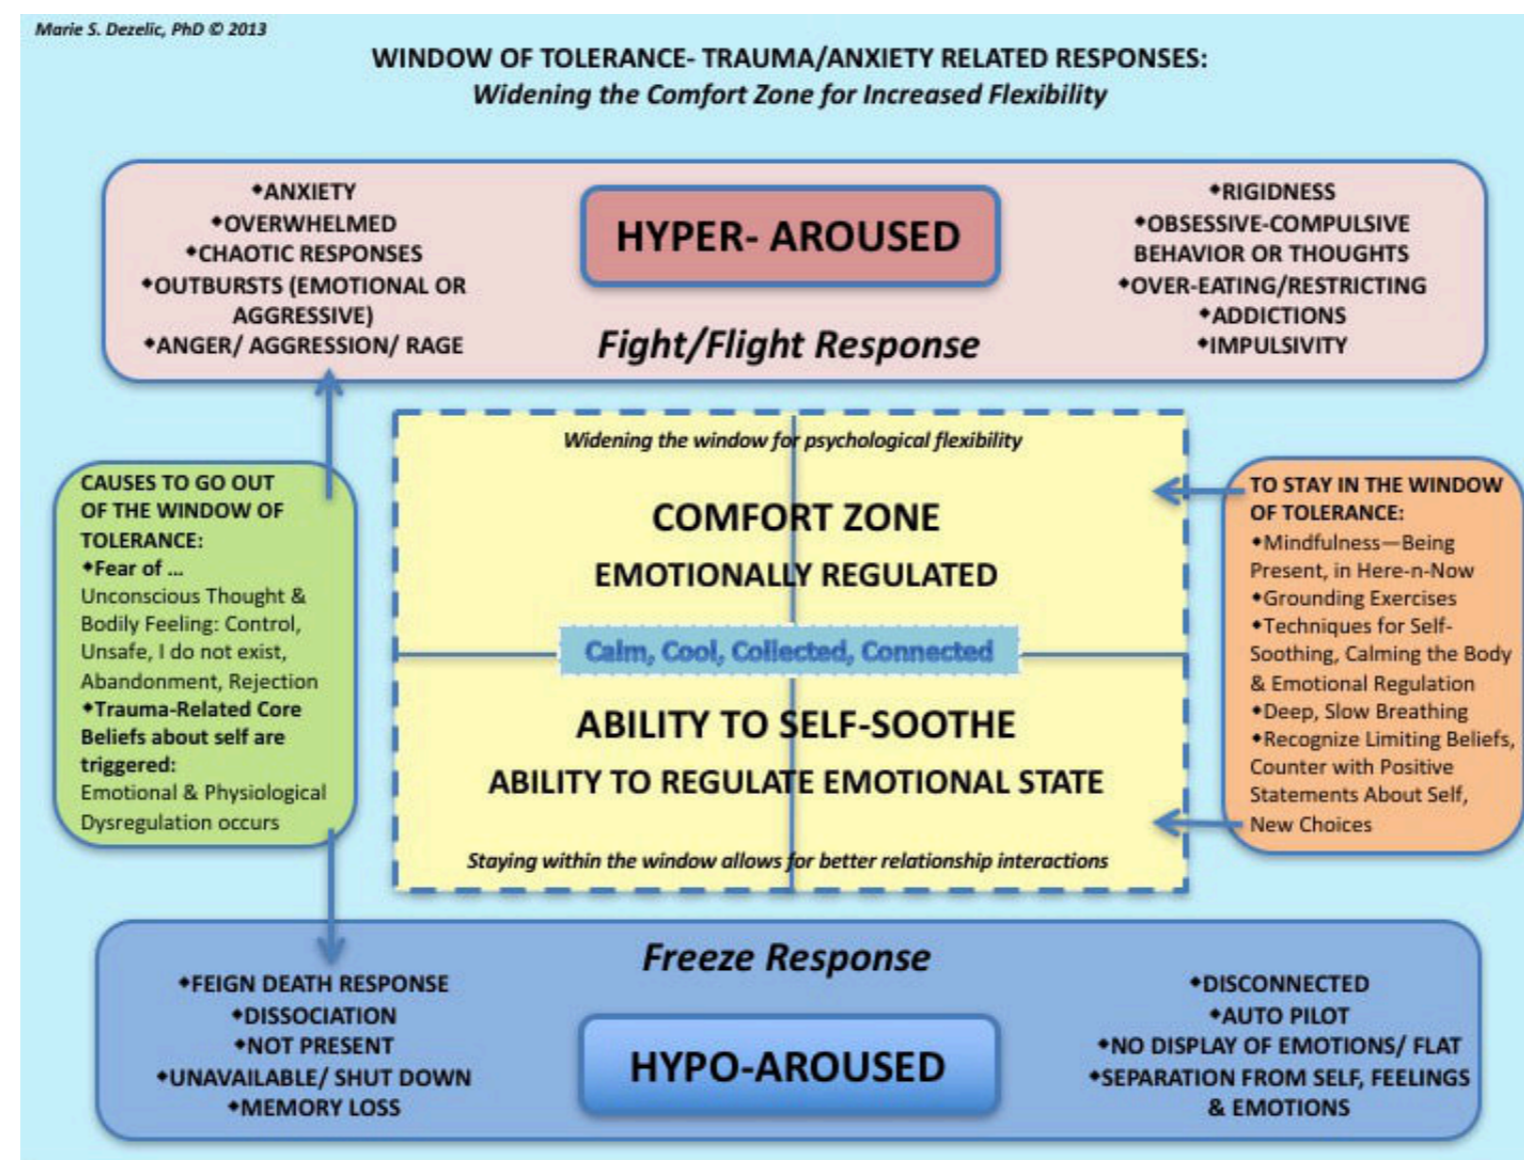 Marie S. Dezelic, PhD © 2013
WINDOW OF TOLERANCE- TRAUMA/ANXIETY RELATED RESPONSES:
Widening the Comfort Zone for Increased Flexibility
◆ANXIETY
◆OVERWHELMED
◆CHAOTIC RESPONSES
◆OUTBURSTS (EMOTIONAL OR
AGGRESSIVE)
◆ANGER/ AGGRESSION/ RAGE
HYPER- AROUSED
Fight/Flight Response
◆RIGIDNESS
◆OBSESSIVE-COMPULSIVE
BEHAVIOR OR THOUGHTS
◆OVER-EATING/RESTRICTING
◆ADDICTIONS
◆IMPULSIVITY
CAUSES TO GO OUT
OF THE WINDOW OF
TOLERANCE:
◆Fear of ...
Unconscious Thought &
Bodily Feeling: Control,
Unsafe, I do not exist,
Abandonment, Rejection
◆Trauma-Related Core
Beliefs about self are
triggered:
Emotional & Physiological
Dysregulation occurs
Widening the window for psychological flexibility
COMFORT ZONE
EMOTIONALLY REGULATED
Calm, Cool, Collected, Connected
ABILITY TO SELF-SOOTHE
ABILITY TO REGULATE EMOTIONAL STATE
Staying within the window allows for better relationship interactions
TO STAY IN THE WINDOW
OF TOLERANCE:
◆Mindfulness—Being
Present, in Here-n-Now
◆Grounding Exercises
◆Techniques for Self-
Soothing, Calming the Body
& Emotional Regulation
◆Deep, Slow Breathing
◆Recognize Limiting Beliefs,
Counter with Positive
Statements About Self,
New Choices
◆FEIGN DEATH RESPONSE
◆DISSOCIATION
◆NOT PRESENT
◆UNAVAILABLE/ SHUT DOWN
◆MEMORY LOSS
Freeze Response
HYPO-AROUSED
◆DISCONNECTED
◆AUTO PILOT
◆NO DISPLAY OF EMOTIONS/ FLAT
◆SEPARATION FROM SELF, FEELINGS
& EMOTIONS